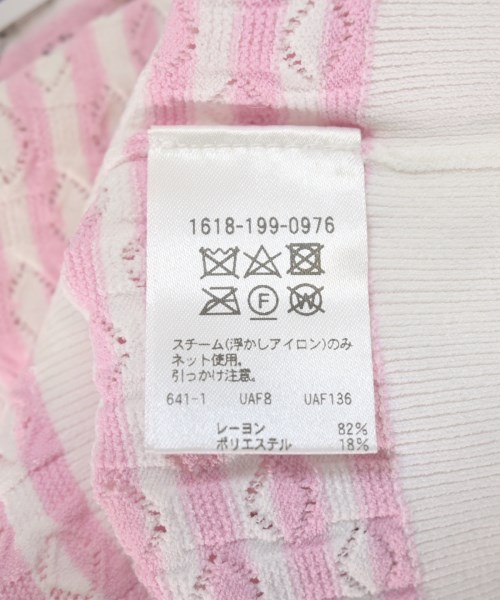 1618-199-0976
F W
スチーム(浮かしアイロン)のみ
ネット使用。
引っかけ注意。
641-1 UAF8 UAF136
レーヨン 82%
ポリエステル 18%